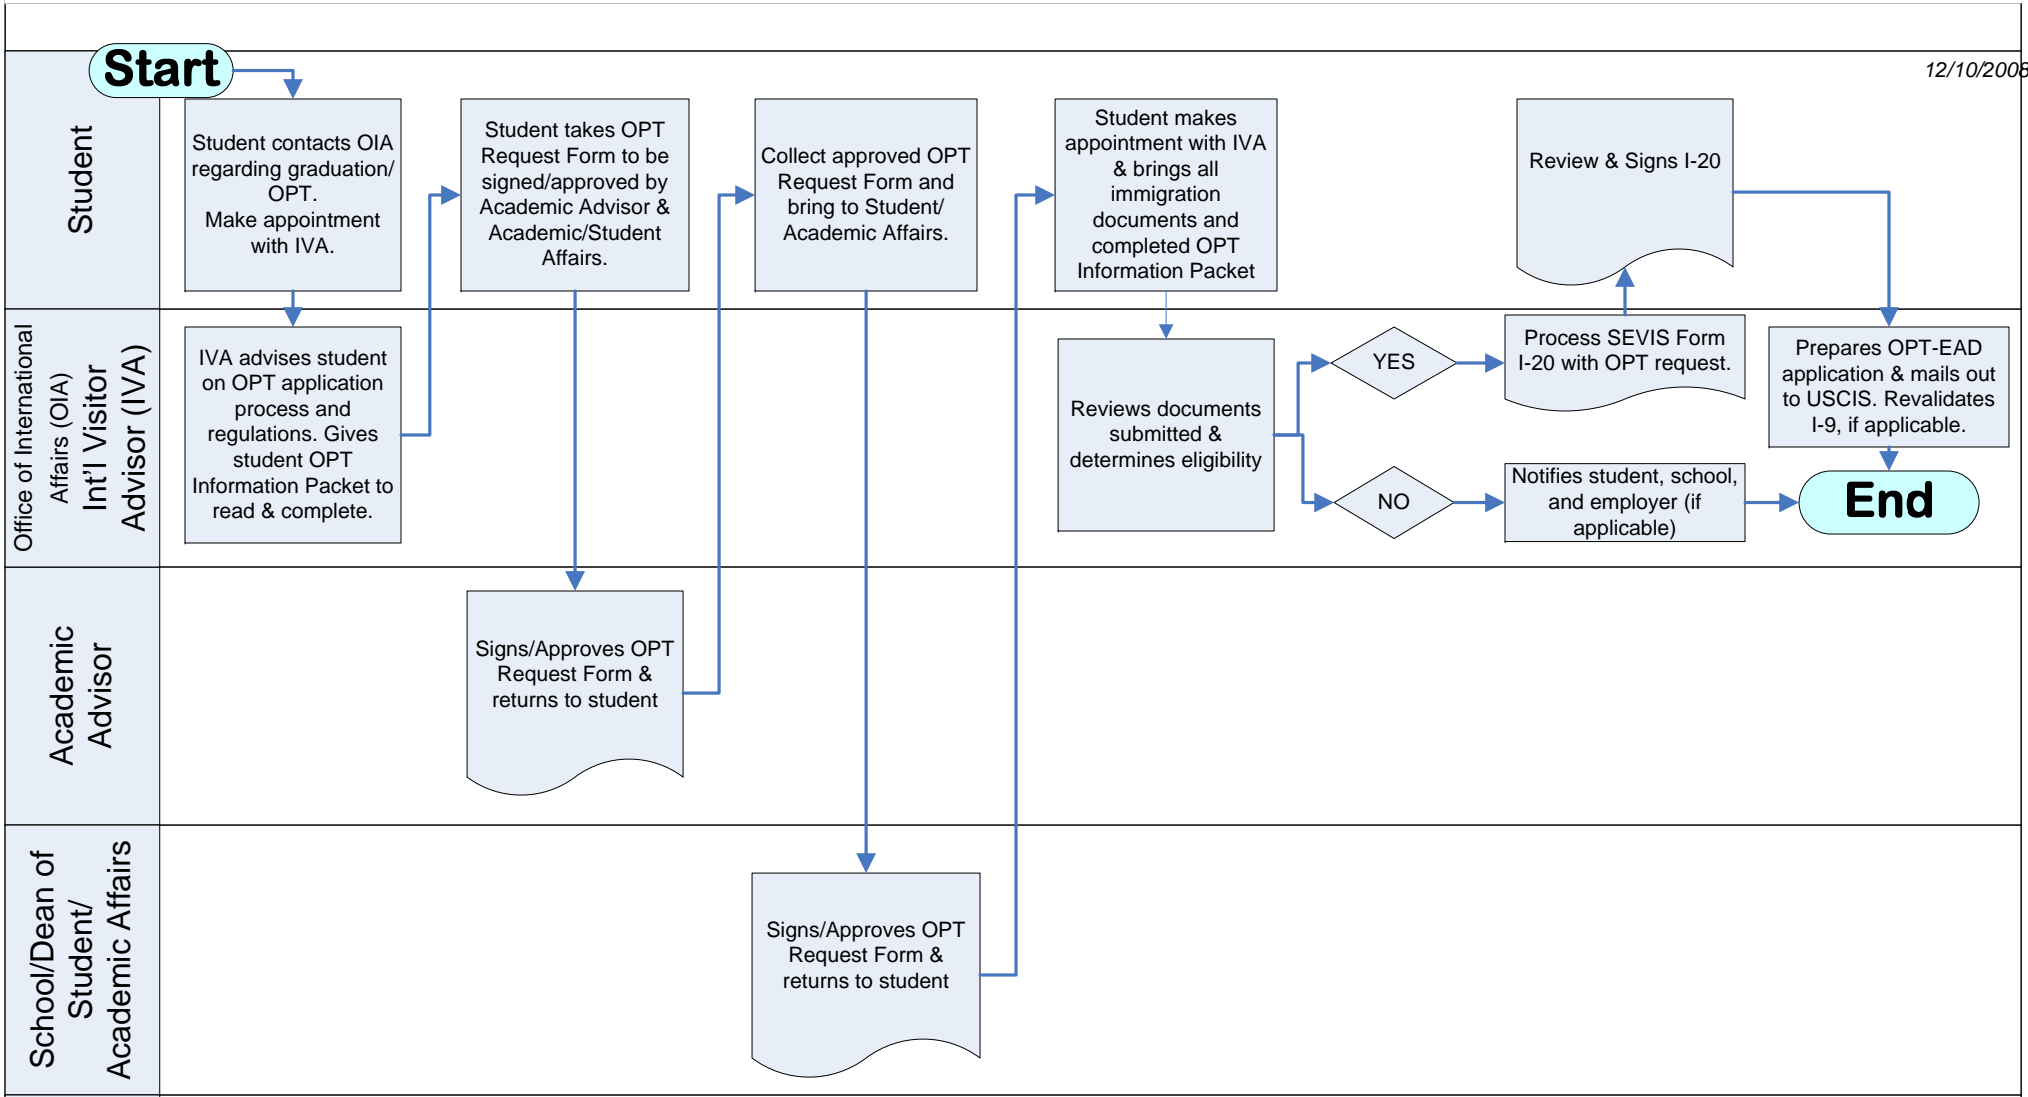 Start
12/10/2008
Student
Student contacts OIA
regarding graduation/
OPT.
Make appointment
with IVA.
Student takes OPT
Request Form to be
signed/approved by
Academic Advisor &
Academic/Student
Affairs.
Collect approved OPT
Request Form and
bring to Student/
Academic Affairs.
Student makes
appointment with IVA
& brings all
immigration
documents and
completed OPT
Information Packet
Review & Signs I-20
Office of International
Affairs (OIA)
Int'l Visitor
Advisor (IVA)
IVA advises student
on OPT application
process and
regulations. Gives
student OPT
Information Packet to
read & complete.
Reviews documents
submitted &
determines eligibility
YES
Process SEVIS Form
I-20 with OPT request.
Prepares OPT-EAD
application & mails out
to USCIS. Revalidates
I-9, if applicable.
NO
Notifies student, school,
and employer (if
applicable)
End
Academic
Advisor
Signs/Approves OPT
Request Form &
returns to student
School/Dean of
Student/
Academic Affairs
Signs/Approves OPT
Request Form &
returns to student